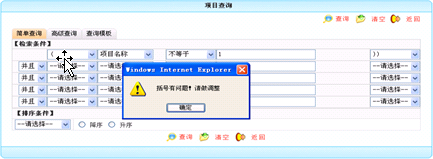 项目查询
查询 清空 返回
简单查询 高级查询 查询模板
【检索条件】
( 项目名称 不等于 1 ))
并且 --请选择-- --请选 --请选择--
并且 --请选择-- --请选 --请选择--
并且 --请选择-- --请选 --请选择--
并且 --请选择-- --请选 --请选择--
Windows Internet Explorer
括号有问题! 请做调整
确定
【排序条件】
--请选择-- 降序 升序
查询 清空 返回